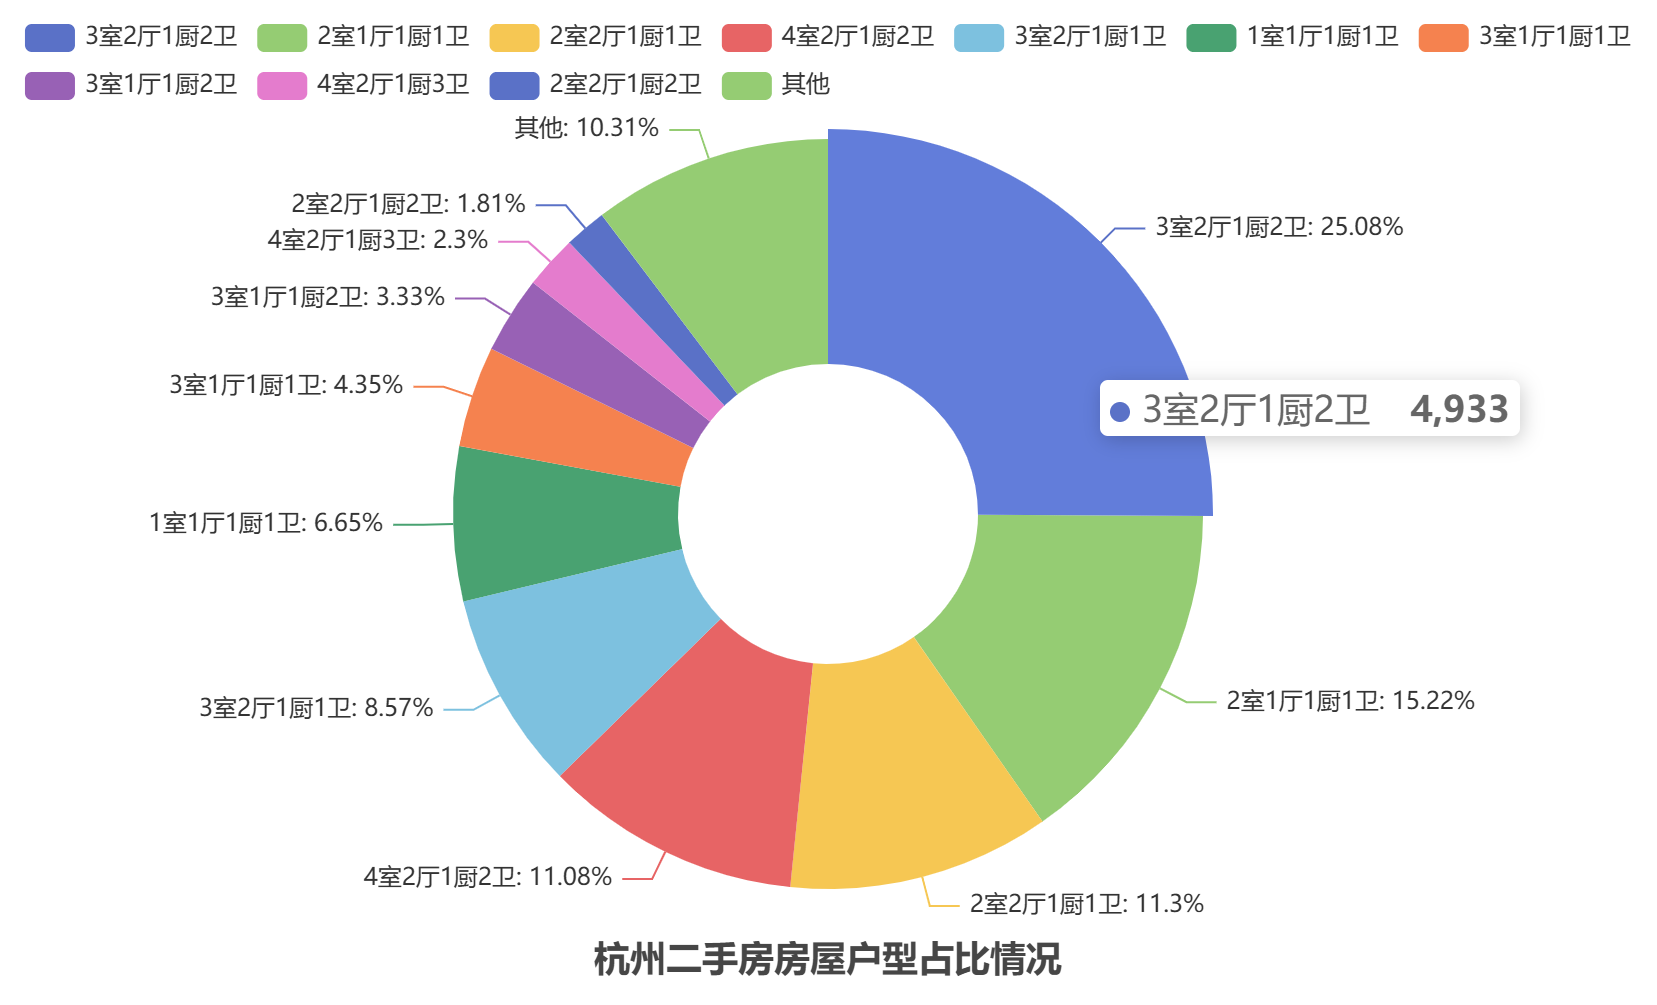 3室2厅1厨2卫 2室1厅1厨1卫 2室2厅1厨1卫 4室2厅1厨2卫 3室2厅1厨1卫 1室1厅1厨1卫 3室1厅1厨1卫
3室1厅1厨2卫 4室2厅1厨3卫 2室2厅1厨2卫 其他
其他: 10.31%
2室2厅1厨2卫: 1.81%
3室2厅1厨2卫: 25.08%
4室2厅1厨3卫: 2.3%
3室1厅1厨2卫: 3.33%
3室1厅1厨1卫: 4.35%
3室2厅1厨2卫 4,933
1室1厅1厨1卫: 6.65%
2室1厅1厨1卫: 15.22%
3室2厅1厨1卫: 8.57%
4室2厅1厨2卫: 11.08%
2室2厅1厨1卫: 11.3%
杭州二手房房屋户型占比情况